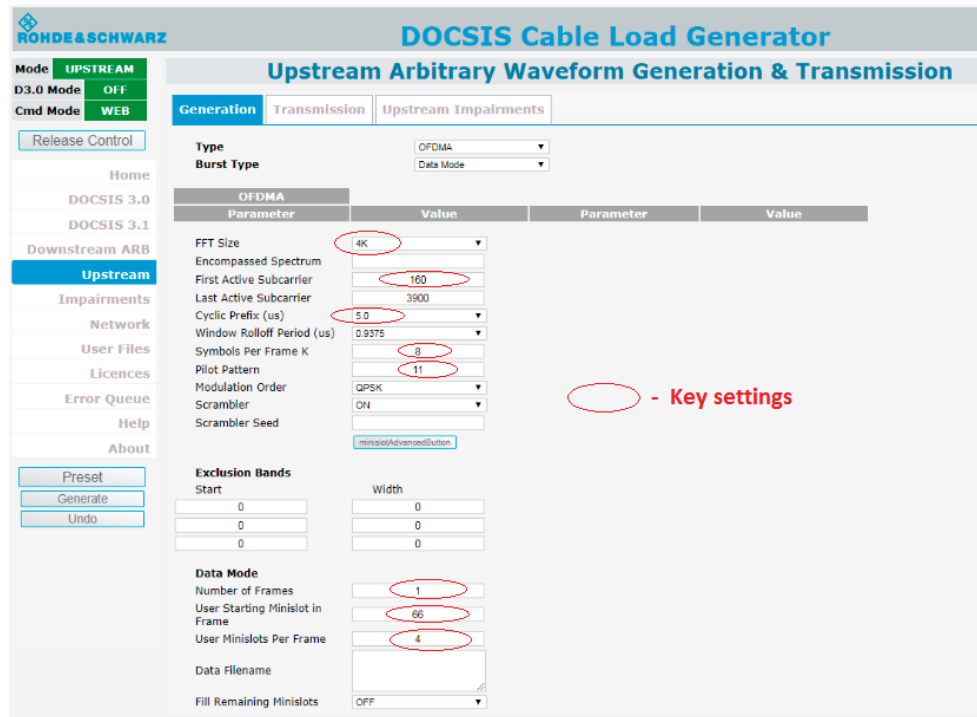 ROHDE&SCHWARZ
DOCSIS Cable Load Generator
Mode UPSTREAM
D3.0 Mode OFF
Cmd Mode WEB
Release Control
Home
DOCSIS 3.0
DOCSIS 3.1
Downstream ARB
Upstream
Impairments
Network
User Files
Licences
Error Queue
Help
About
Preset
Generate
Undo
Upstream Arbitrary Waveform Generation & Transmission
Generation Transmission Upstream Impairments
Type OFDMA
Burst Type Data Mode
OFDMA
Parameter Value Parameter Value
FFT Size 4K
Encompassed Spectrum
First Active Subcarrier 160
Last Active Subcarrier 3900
Cyclic Prefix (us) 5.0
Window Rolloff Period (us) 0.9375
Symbols Per Frame K 8
Pilot Pattern 11
Modulation Order QPSK
Scrambler ON
Scrambler Seed
minislotAdvancedButton
- Key settings
Exclusion Bands
Start Width
0 0
0 0
0 0
Data Mode
Number of Frames 1
User Starting Minislot in
Frame 66
User Minislots Per Frame 4
Data Filename
Fill Remaining Minislots OFF